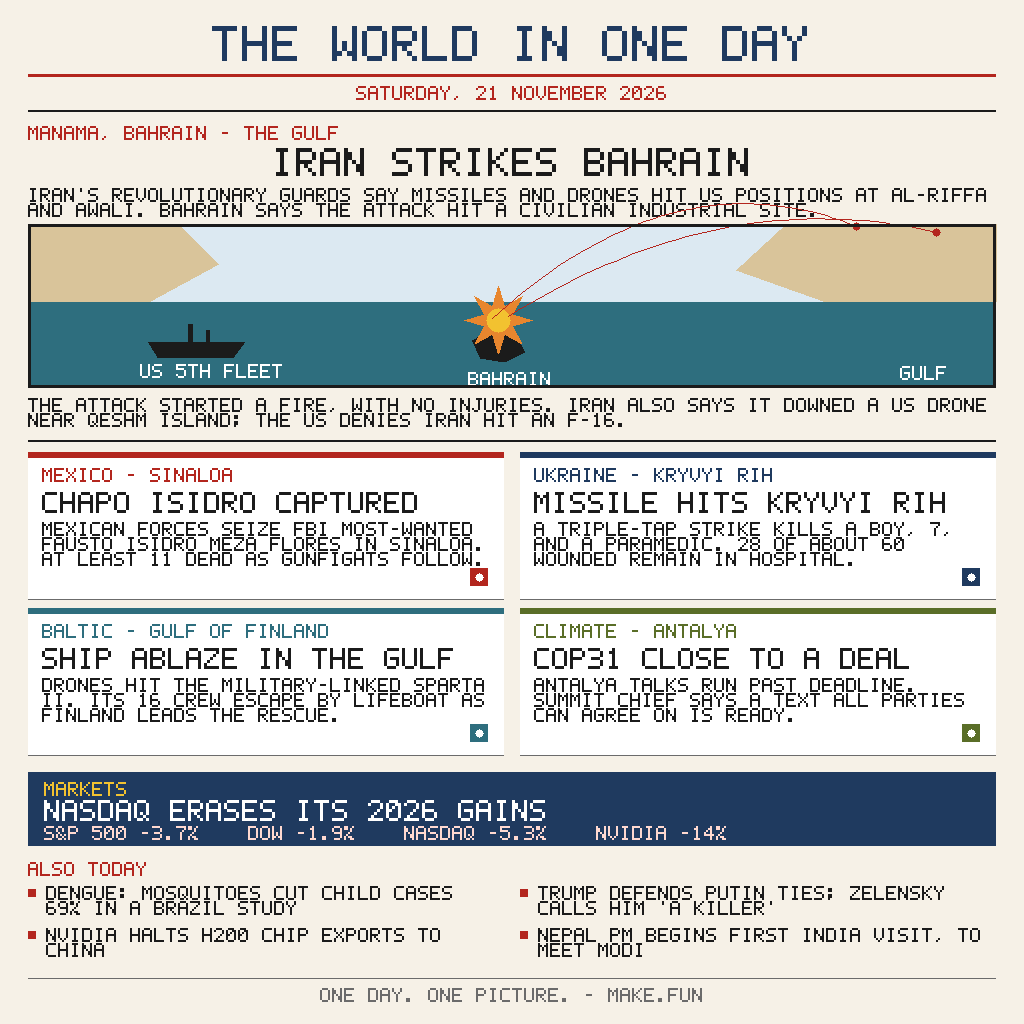 THE WORLD IN ONE DAY
SATURDAY, 21 NOVEMBER 2026
MANAMA, BAHRAIN - THE GULF
IRAN STRIKES BAHRAIN
IRAN'S REVOLUTIONARY GUARDS SAY MISSILES AND DRONES HIT US POSITIONS AT AL-RIFFA
AND AWALI. BAHRAIN SAYS THE ATTACK HIT A CIVILIAN INDUSTRIAL SITE.
US 5TH FLEET
BAHRAIN
GULF
THE ATTACK STARTED A FIRE, WITH NO INJURIES. IRAN ALSO SAYS IT DOWNED A US DRONE
NEAR QESHM ISLAND; THE US DENIES IRAN HIT AN F-16.
MEXICO - SINALOA
CHAPO ISIDRO CAPTURED
MEXICAN FORCES SEIZE FBI MOST-WANTED
FAUSTO ISIDRO MEZA FLORES IN SINALOA.
AT LEAST 11 DEAD AS GUNFIGHTS FOLLOW.
UKRAINE - KRYVYI RIH
MISSILE HITS KRYVYI RIH
A TRIPLE-TAP STRIKE KILLS A BOY, 7,
AND A PARAMEDIC. 28 OF ABOUT 60
WOUNDED REMAIN IN HOSPITAL.
BALTIC - GULF OF FINLAND
SHIP ABLAZE IN THE GULF
DRONES HIT THE MILITARY-LINKED SPARTA
II. ITS 16 CREW ESCAPE BY LIFEBOAT AS
FINLAND LEADS THE RESCUE.
CLIMATE - ANTALYA
COP31 CLOSE TO A DEAL
ANTALYA TALKS RUN PAST DEADLINE.
SUMMIT CHIEF SAYS A TEXT ALL PARTIES
CAN AGREE ON IS READY.
MARKETS
NASDAQ ERASES ITS 2026 GAINS
S&P 500 -3.7% DOW -1.9% NASDAQ -5.3% NVIDIA -14%
ALSO TODAY
DENGUE: MOSQUITOES CUT CHILD CASES
69% IN A BRAZIL STUDY
TRUMP DEFENDS PUTIN TIES; ZELENSKY
CALLS HIM 'A KILLER'
NVIDIA HALTS H200 CHIP EXPORTS TO
CHINA
NEPAL PM BEGINS FIRST INDIA VISIT, TO
MEET MODI
ONE DAY. ONE PICTURE. - MAKE.FUN